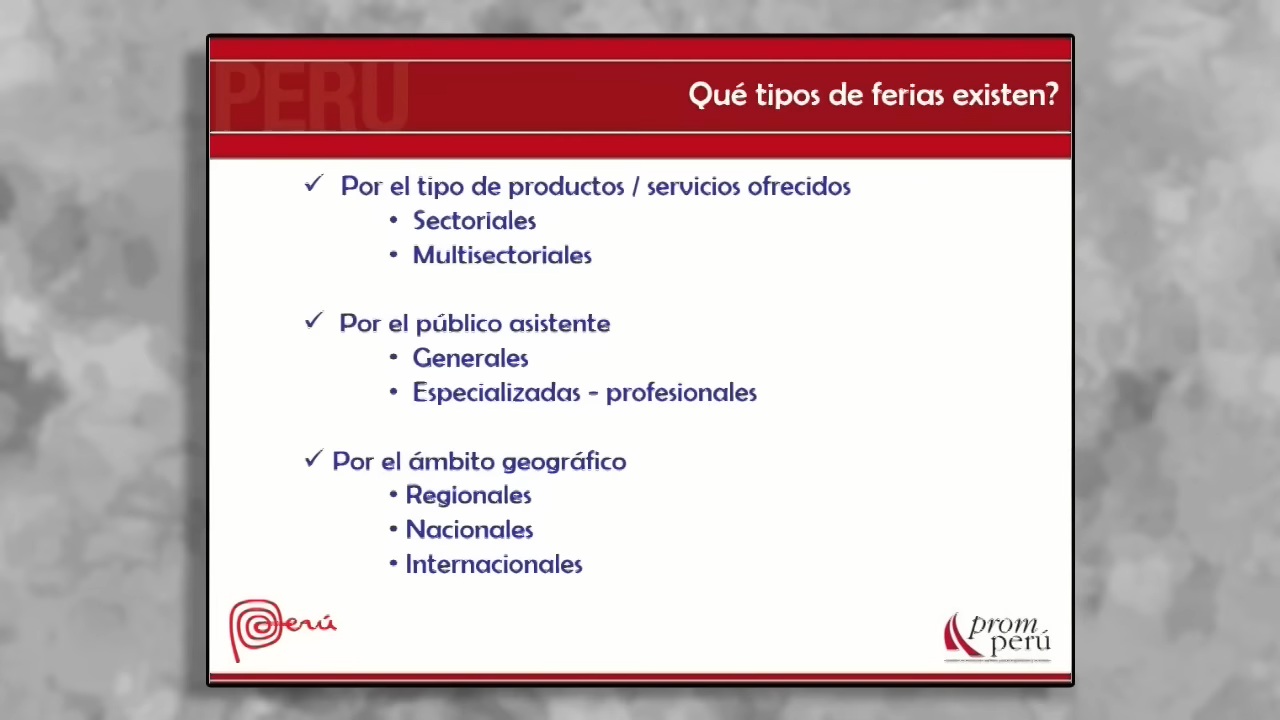 PERU
Qué tipos de ferias existen?
✓ Por el tipo de productos / servicios ofrecidos
• Sectoriales
• Multisectoriales
✓ Por el público asistente
• Generales
• Especializadas - profesionales
✓ Por el ámbito geográfico
• Regionales
• Nacionales
• Internacionales
Perú
prom
perú